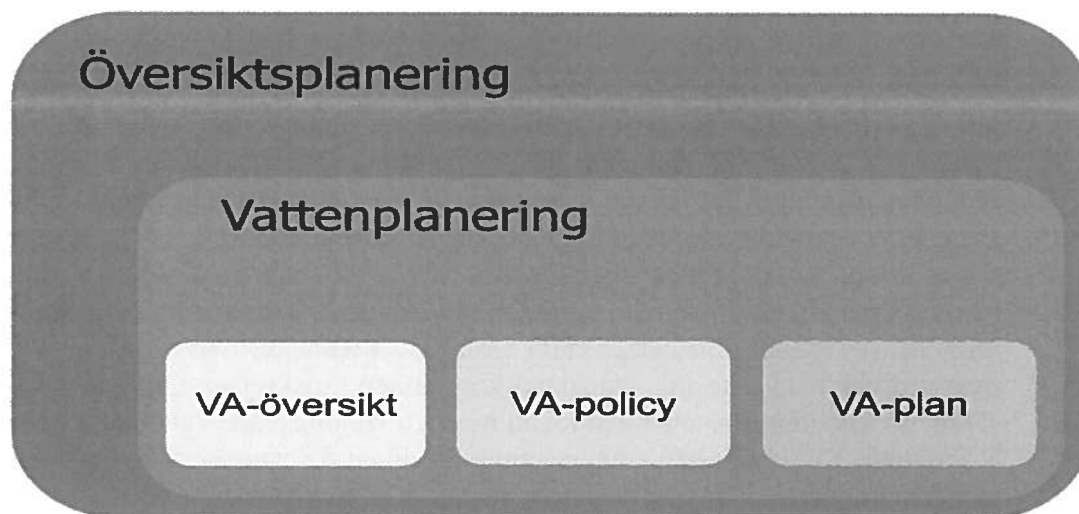 Översiktsplanering
Vattenplanering
VA-översikt
VA-policy
VA-plan